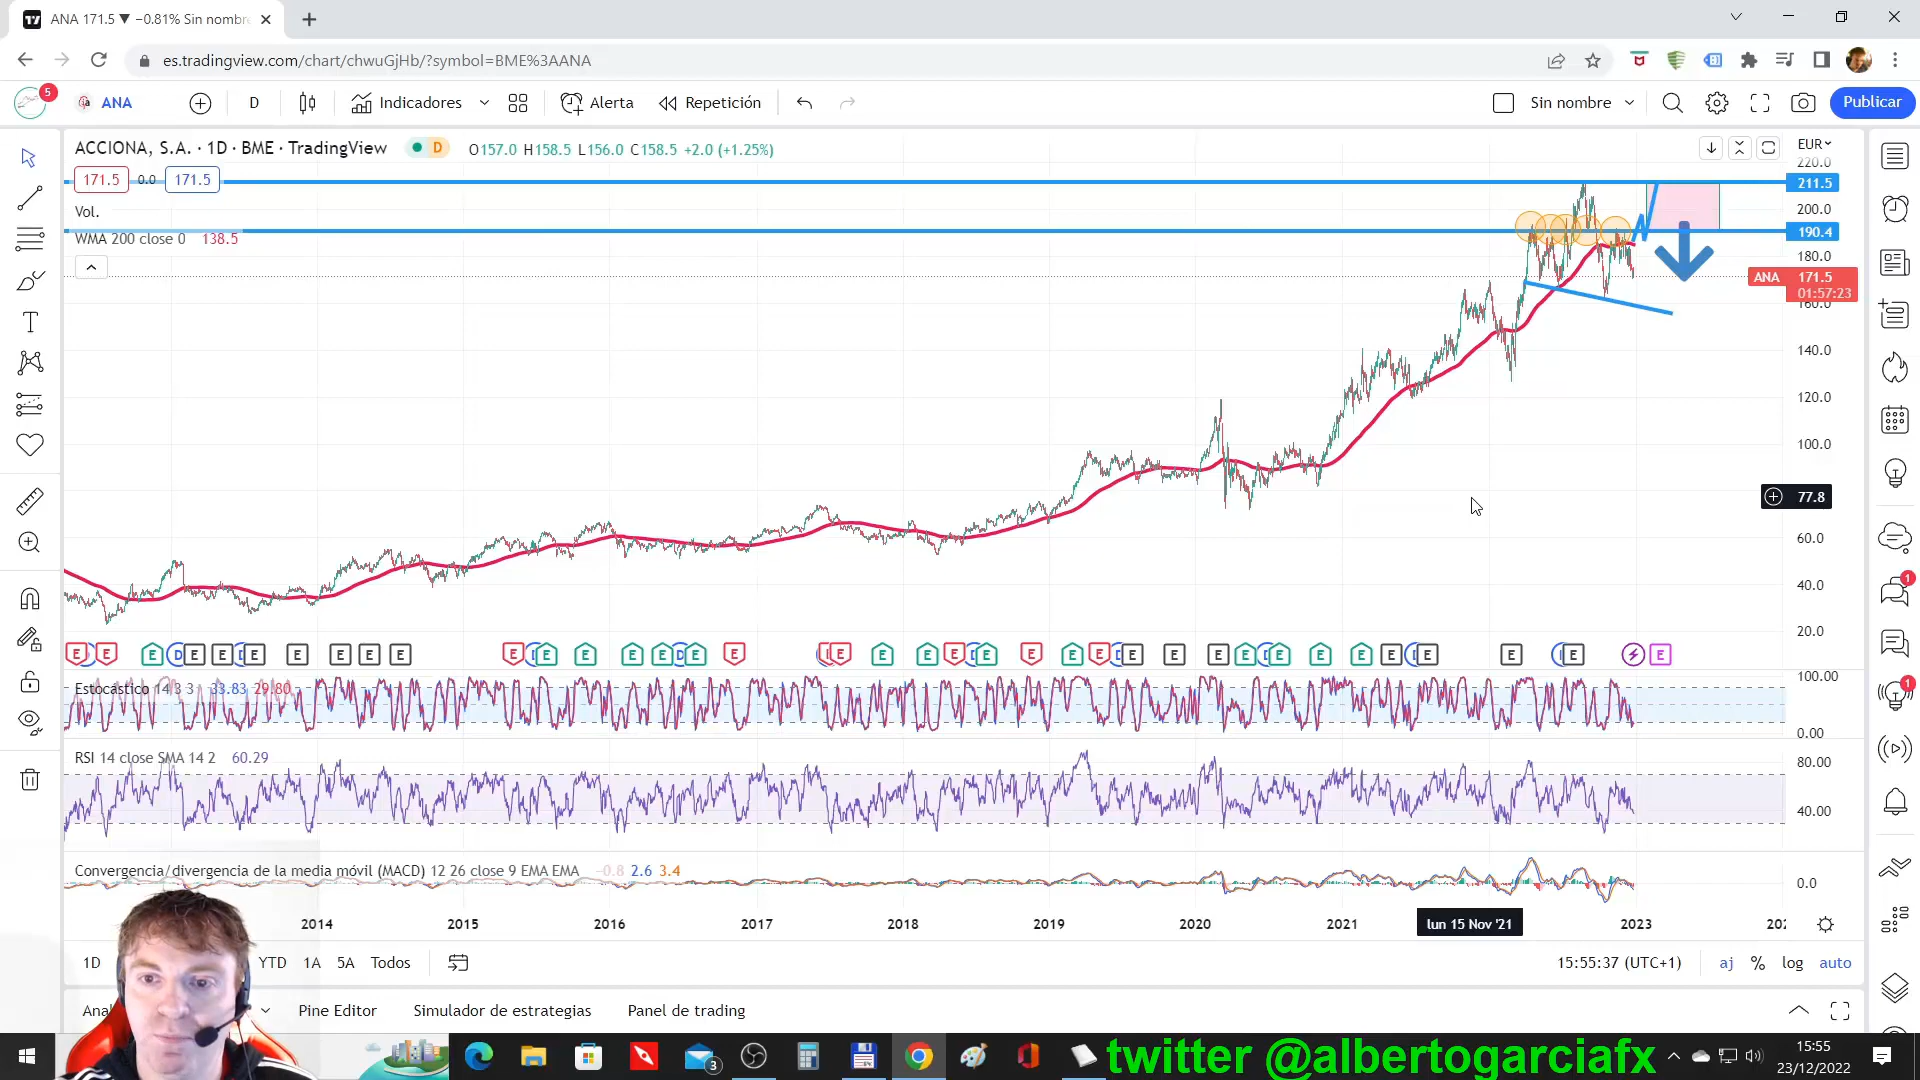 ANA 171.5 ▼ −0.81% Sin nombre
es.tradingview.com/chart/chwuGjHb/?symbol=BME%3AANA
5
ANA
D
Indicadores
Alerta
Repetición
Sin nombre
Publicar
ACCIONA, S.A. · 1D · BME · TradingView
D
O157.0 H158.5 L156.0 C158.5 +2.0 (+1.25%)
EUR
171.5 0.0 171.5
Vol.
WMA 200 close 0 138.5
220.0
211.5
200.0
190.4
180.0
ANA 171.5
01:57:23
160.0
140.0
120.0
100.0
77.8
60.0
40.0
20.0
Estocástico 14 3 3 33.83 29.80
100.00
0.00
RSI 14 close SMA 14 2 60.29
80.00
40.00
Convergencia/divergencia de la media móvil (MACD) 12 26 close 9 EMA EMA −0.8 2.6 3.4
0.0
2014 2015 2016 2017 2018 2019 2020 2021 lun 15 Nov '21 2023
1D YTD 1A 5A Todos
15:55:37 (UTC+1) aj % log auto
Pine Editor Simulador de estrategias Panel de trading
twitter @albertogarciafx
3
15:55
23/12/2022
1
1